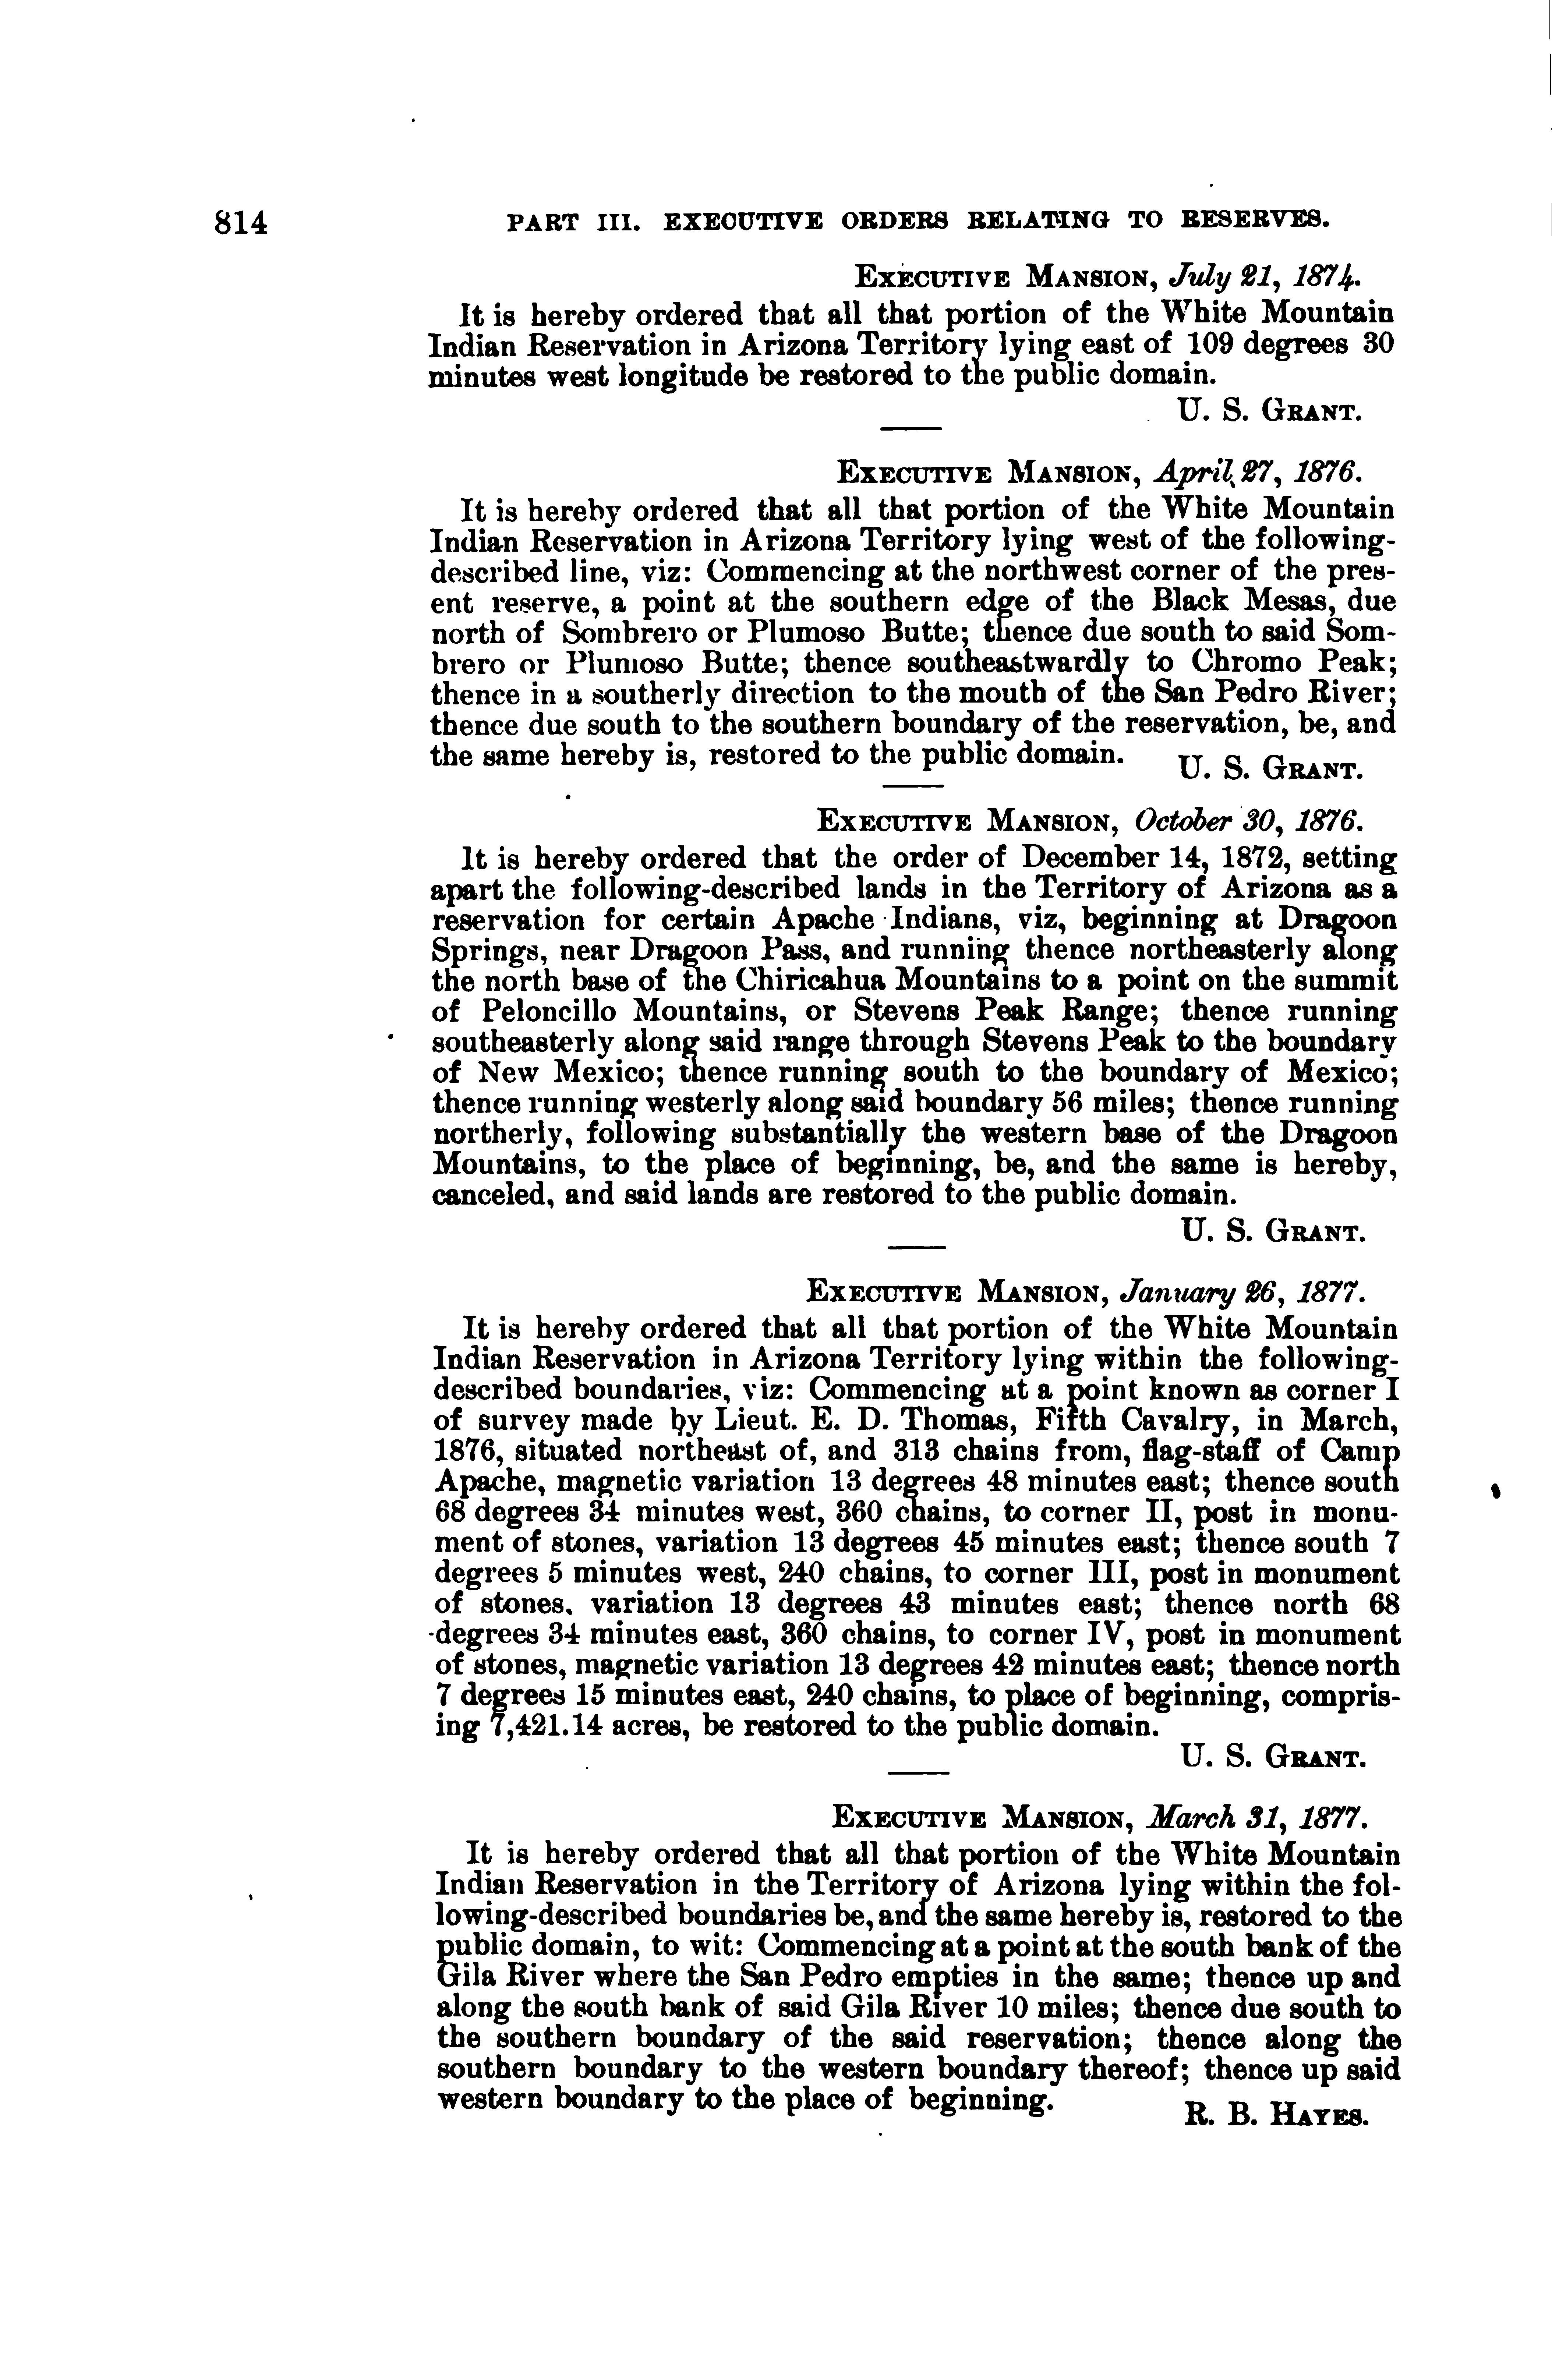 814 PART III. EXECUTIVE ORDERS RELATING TO RESERVES.
EXECUTIVE MANSION, July 21, 1874.
It is hereby ordered that all that portion of the White Mountain
Indian Reservation in Arizona Territory lying east of 109 degrees 30
minutes west longitude be restored to the public domain.
U. S. GRANT.
EXECUTIVE MANSION, April 27, 1876.
It is hereby ordered that all that portion of the White Mountain
Indian Reservation in Arizona Territory lying west of the following-
described line, viz: Commencing at the northwest corner of the pres-
ent reserve, a point at the southern edge of the Black Mesas, due
north of Sombrero or Plumoso Butte; thence due south to said Som-
brero or Plumoso Butte; thence southeastwardly to Chromo Peak;
thence in a southerly direction to the mouth of the San Pedro River;
thence due south to the southern boundary of the reservation, be, and
the same hereby is, restored to the public domain.
U. S. GRANT.
EXECUTIVE MANSION, October 30, 1876.
It is hereby ordered that the order of December 14, 1872, setting
apart the following-described lands in the Territory of Arizona as a
reservation for certain Apache Indians, viz, beginning at Dragoon
Springs, near Dragoon Pass, and running thence northeasterly along
the north base of the Chiricahua Mountains to a point on the summit
of Peloncillo Mountains, or Stevens Peak Range; thence running
southeasterly along said range through Stevens Peak to the boundary
of New Mexico; thence running south to the boundary of Mexico;
thence running westerly along said boundary 56 miles; thence running
northerly, following substantially the western base of the Dragoon
Mountains, to the place of beginning, be, and the same is hereby,
canceled, and said lands are restored to the public domain.
U. S. GRANT.
EXECUTIVE MANSION, January 26, 1877.
It is hereby ordered that all that portion of the White Mountain
Indian Reservation in Arizona Territory lying within the following-
described boundaries, viz: Commencing at a point known as corner I
of survey made by Lieut. E. D. Thomas, Fifth Cavalry, in March,
1876, situated northeast of, and 313 chains from, flag-staff of Camp
Apache, magnetic variation 13 degrees 48 minutes east; thence south
68 degrees 34 minutes west, 360 chains, to corner II, post in monu-
ment of stones, variation 13 degrees 45 minutes east; thence south 7
degrees 5 minutes west, 240 chains, to corner III, post in monument
of stones, variation 13 degrees 43 minutes east; thence north 68
degrees 34 minutes east, 360 chains, to corner IV, post in monument
of stones, magnetic variation 13 degrees 42 minutes east; thence north
7 degrees 15 minutes east, 240 chains, to place of beginning, compris-
ing 7,421.14 acres, be restored to the public domain.
U. S. GRANT.
EXECUTIVE MANSION, March 31, 1877.
It is hereby ordered that all that portion of the White Mountain
Indian Reservation in the Territory of Arizona lying within the fol-
lowing-described boundaries be, and the same hereby is, restored to the
public domain, to wit: Commencing at a point at the south bank of the
Gila River where the San Pedro empties in the same; thence up and
along the south bank of said Gila River 10 miles; thence due south to
the southern boundary of the said reservation; thence along the
southern boundary to the western boundary thereof; thence up said
western boundary to the place of beginning.
R. B. HAYES.